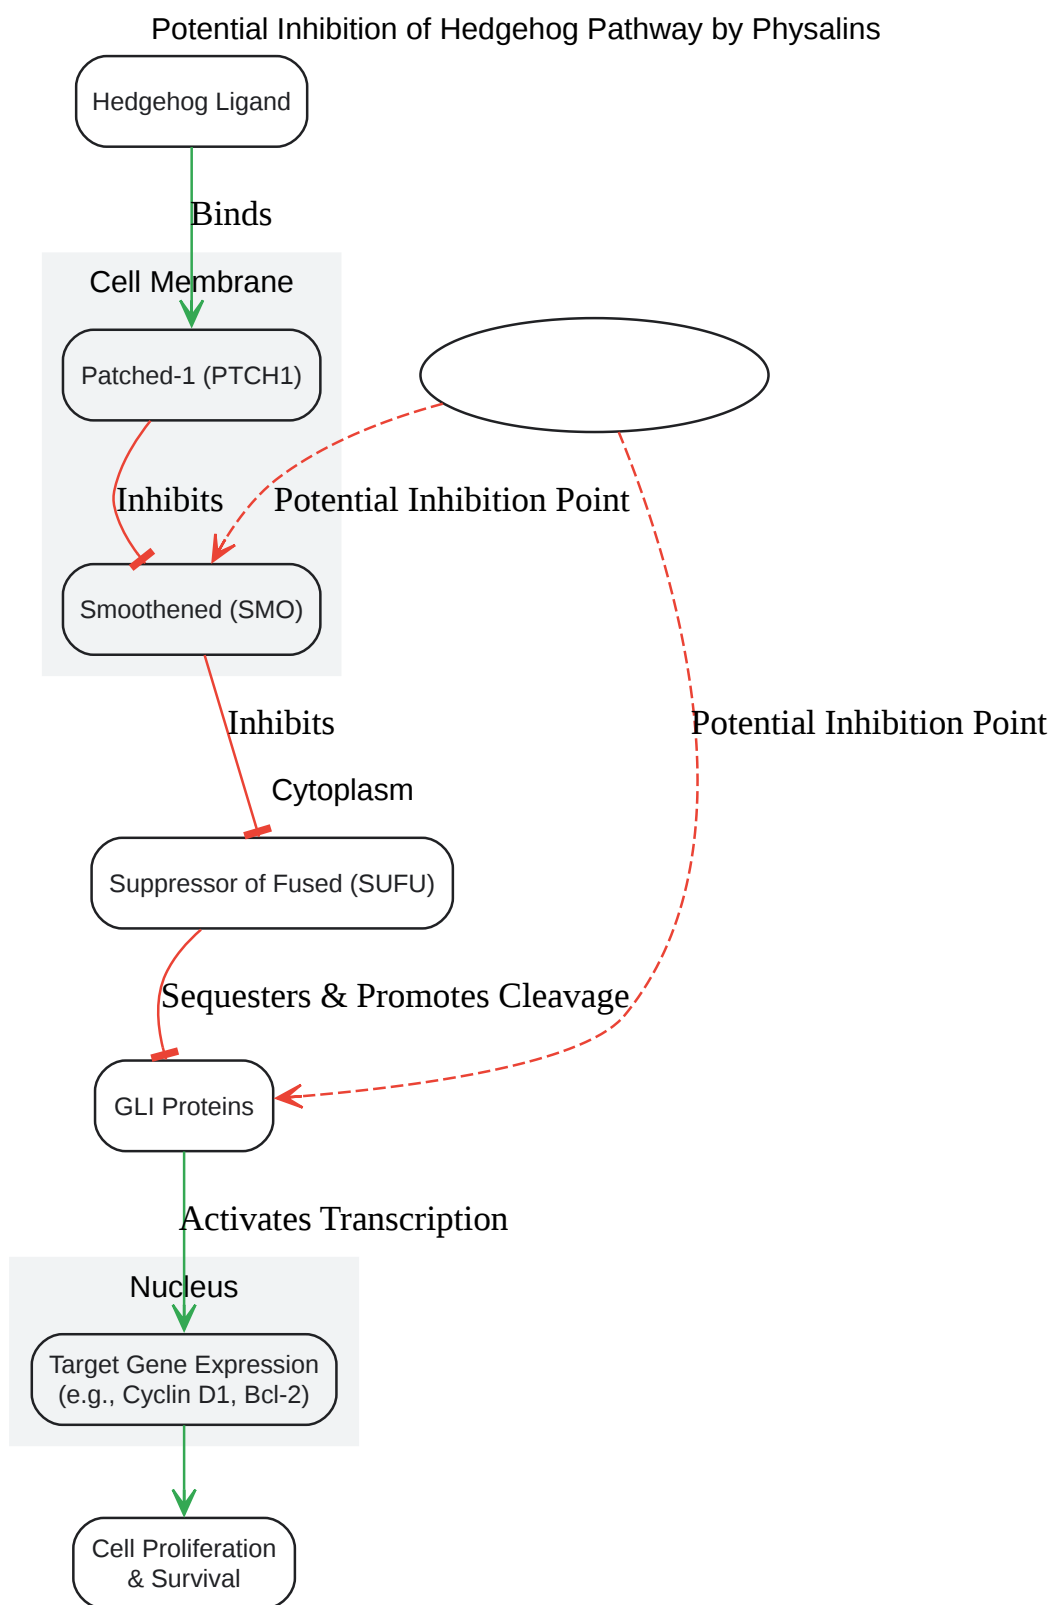 Potential Inhibition of Hedgehog Pathway by Physalins
Hedgehog Ligand
Binds
Cell Membrane
Patched-1 (PTCH1)
Inhibits
Potential Inhibition Point
Smoothened (SMO)
Inhibits
Potential Inhibition Point
Cytoplasm
Suppressor of Fused (SUFU)
Sequesters & Promotes Cleavage
GLI Proteins
Activates Transcription
Nucleus
Target Gene Expression
(e.g., Cyclin D1, Bcl-2)
Cell Proliferation
& Survival